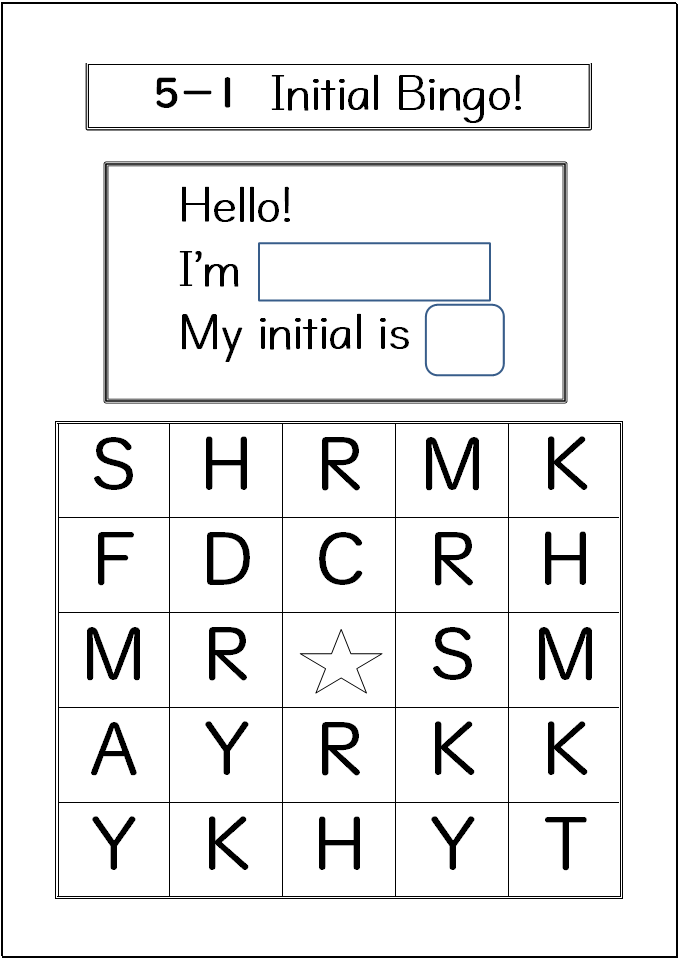 5-1 Initial Bingo!
Hello!
I'm
My initial is
S H R M K
F D C R H
M R S M
A Y R K K
Y K H Y T